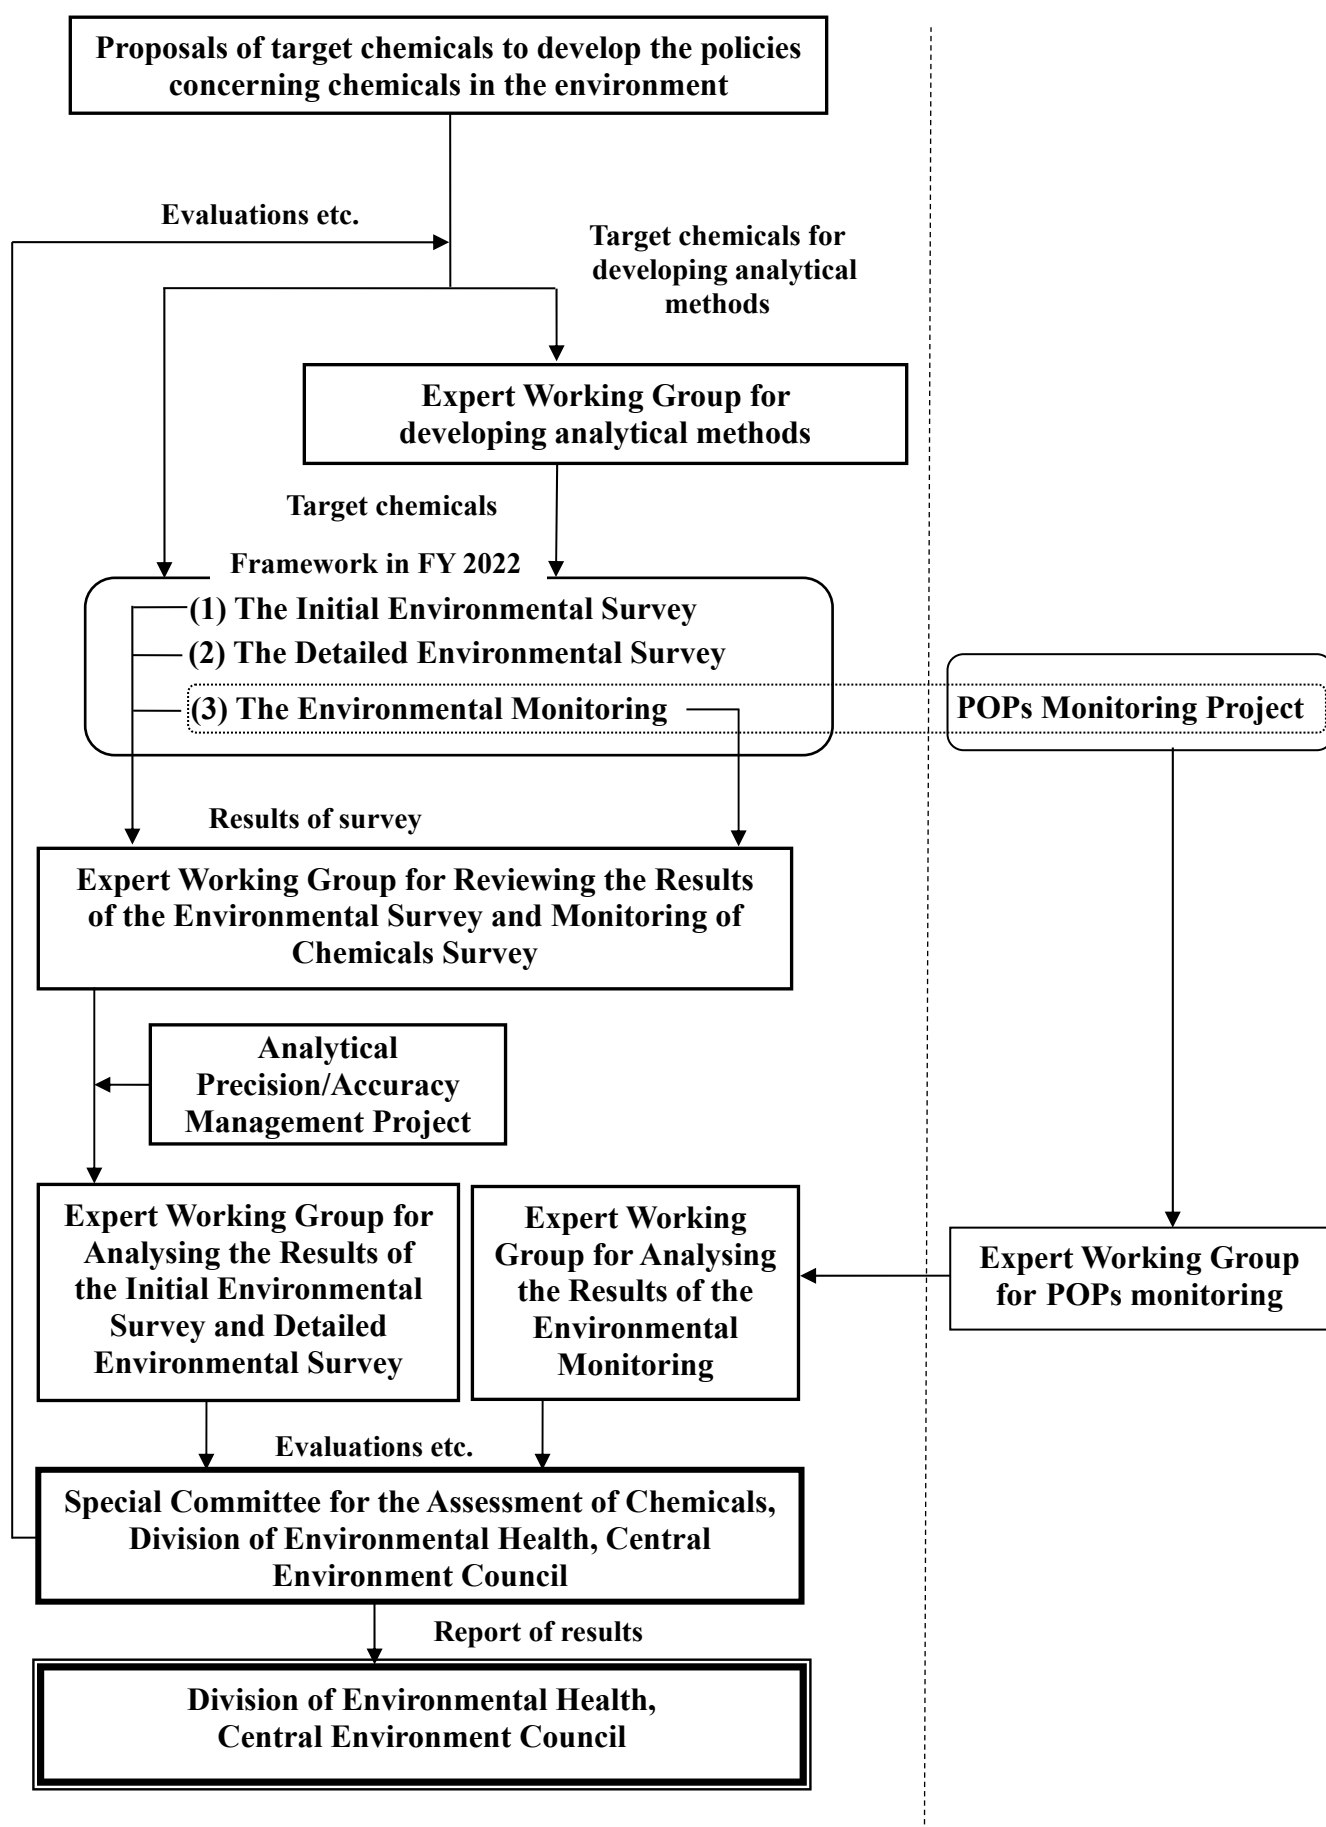 Proposals of target chemicals to develop the policies
concerning chemicals in the environment
Evaluations etc.
Target chemicals for
developing analytical
methods
Expert Working Group for
developing analytical methods
Target chemicals
Framework in FY 2022
(1) The Initial Environmental Survey
(2) The Detailed Environmental Survey
(3) The Environmental Monitoring
POPs Monitoring Project
Results of survey
Expert Working Group for Reviewing the Results
of the Environmental Survey and Monitoring of
Chemicals Survey
Analytical
Precision/Accuracy
Management Project
Expert Working Group for
Analysing the Results of
the Initial Environmental
Survey and Detailed
Environmental Survey
Expert Working
Group for Analysing
the Results of the
Environmental
Monitoring
Expert Working Group
for POPs monitoring
Evaluations etc.
Special Committee for the Assessment of Chemicals,
Division of Environmental Health, Central
Environment Council
Report of results
Division of Environmental Health,
Central Environment Council